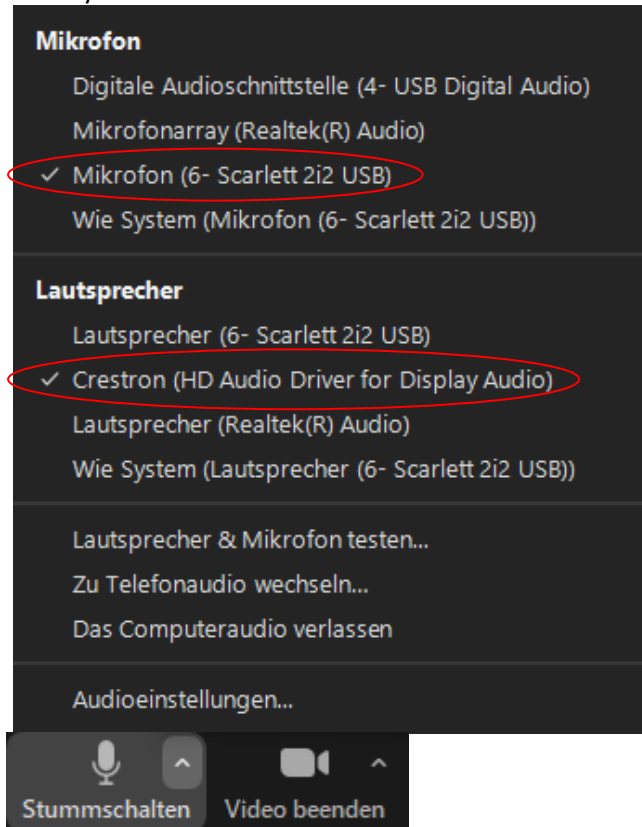 Mikrofon
Digitale Audioschnittstelle (4- USB Digital Audio)
Mikrofonarray (Realtek(R) Audio)
✓ Mikrofon (6- Scarlett 2i2 USB)
Wie System (Mikrofon (6- Scarlett 2i2 USB))
Lautsprecher
Lautsprecher (6- Scarlett 2i2 USB)
✓ Crestron (HD Audio Driver for Display Audio)
Lautsprecher (Realtek(R) Audio)
Wie System (Lautsprecher (6- Scarlett 2i2 USB))
Lautsprecher & Mikrofon testen...
Zu Telefonaudio wechseln...
Das Computeraudio verlassen
Audioeinstellungen...
Stummschalten Video beenden